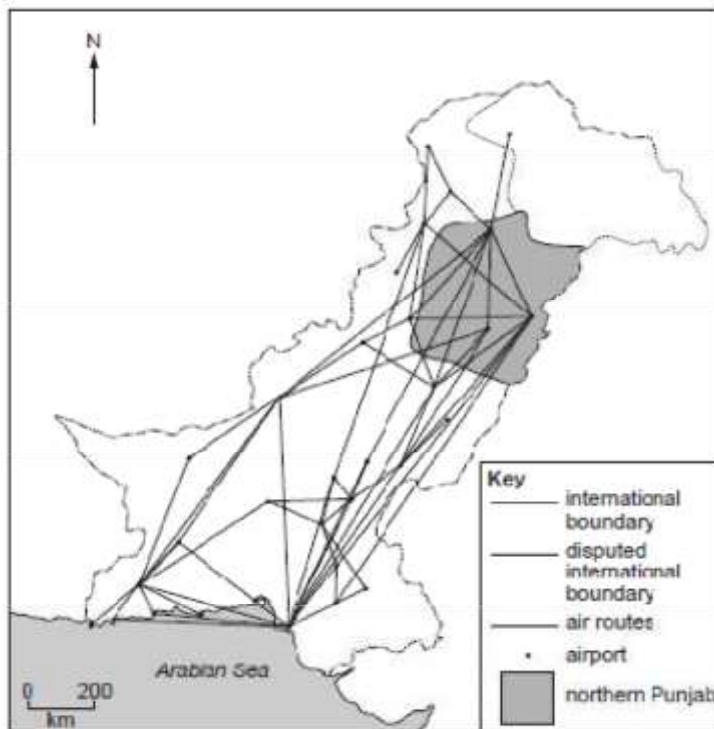 N
Key
international
boundary
disputed
international
boundary
air routes
airport
northern Punjab
Arabian Sea
0 200
km